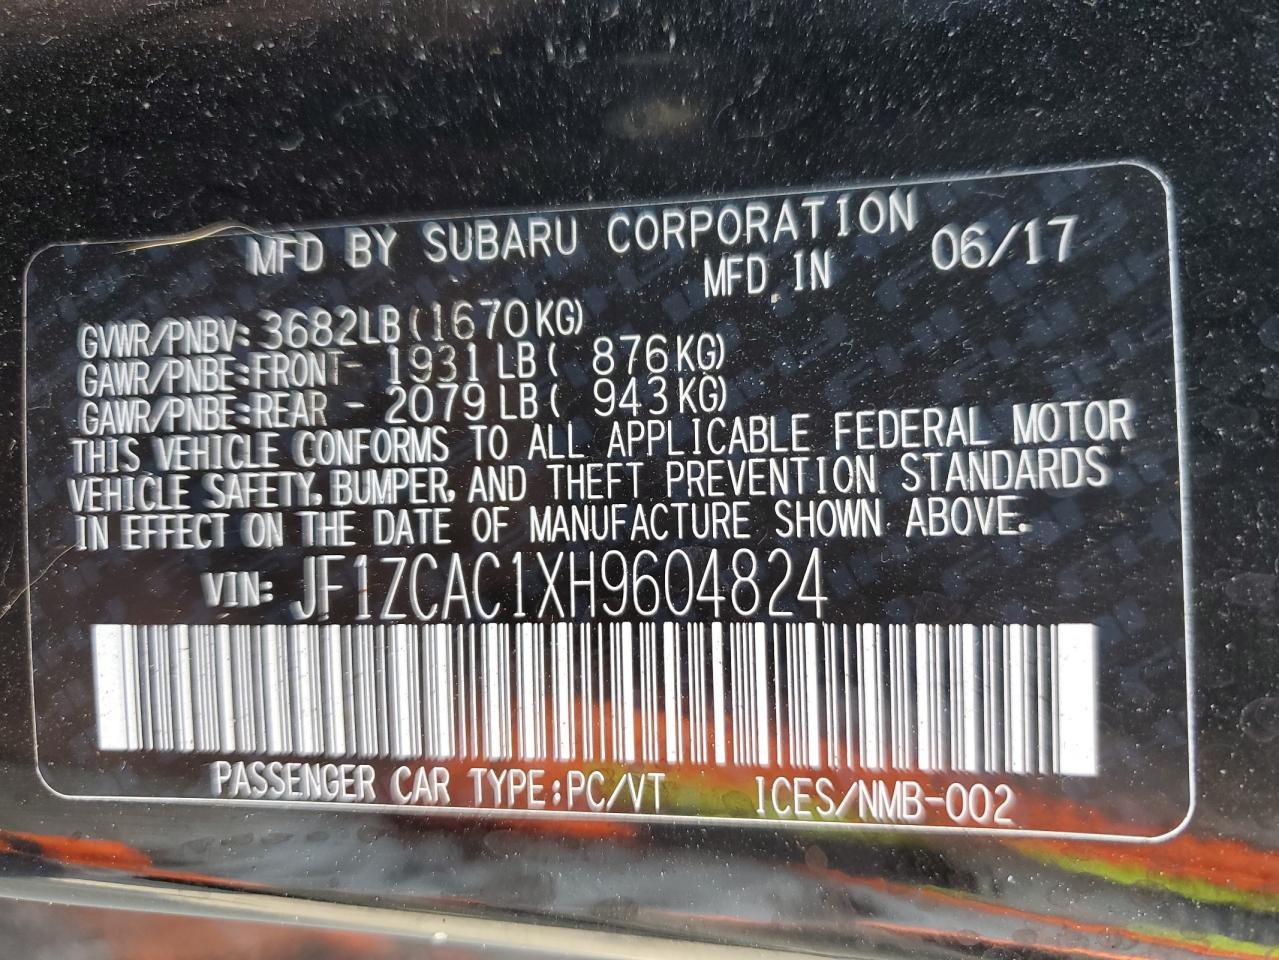 MFD BY SUBARU CORPORATION 06/17
MFD IN
GVWR/PNBV: 3682LB(1670KG)
GAWR/PNBE:FRONT- 1931 LB( 876KG)
GAWR/PNBE:REAR - 2079LB( 943KG)
THIS VEHICLE CONFORMS TO ALL APPLICABLE FEDERAL MOTOR
VEHICLE SAFETY, BUMPER, AND THEFT PREVENTION STANDARDS
IN EFFECT ON THE DATE OF MANUFACTURE SHOWN ABOVE.
VIN: JF1ZCAC1XH9604824
PASSENGER CAR TYPE:PC/VT ICES/NMB-002